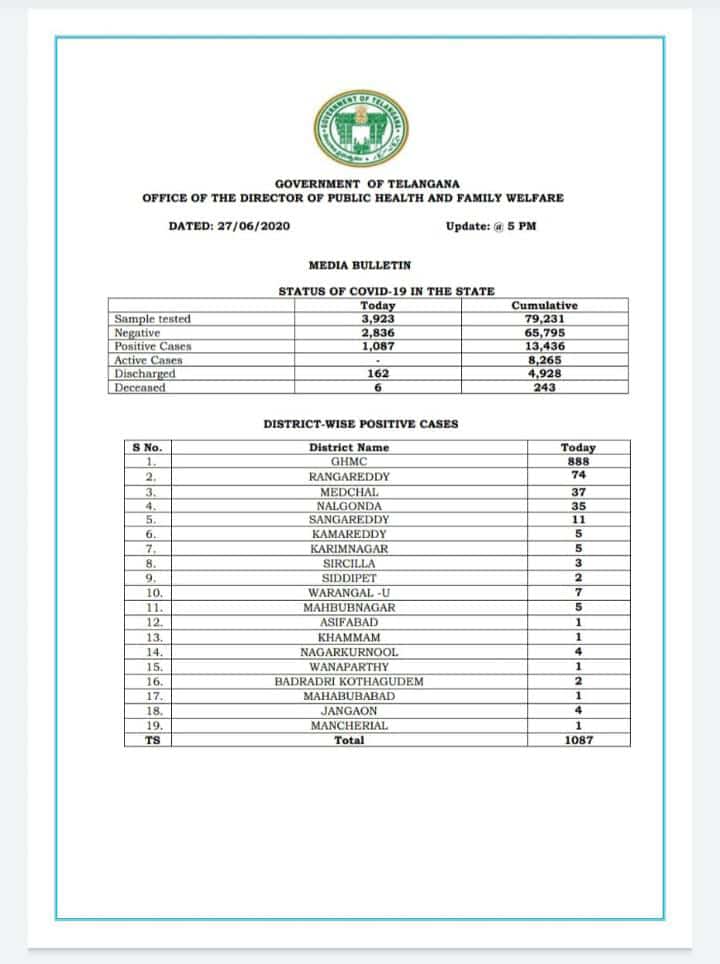 GOVERNMENT OF TELANGANA
GOVERNMENT OF TELANGANA
OFFICE OF THE DIRECTOR OF PUBLIC HEALTH AND FAMILY WELFARE
DATED: 27/06/2020 Update: @ 5 PM
MEDIA BULLETIN
STATUS OF COVID-19 IN THE STATE
Today Cumulative
Sample tested 3,923 79,231
Negative 2,836 65,795
Positive Cases 1,087 13,436
Active Cases - 8,265
Discharged 162 4,928
Deceased 6 243
DISTRICT-WISE POSITIVE CASES
S No. District Name Today
1. GHMC 888
2. RANGAREDDY 74
3. MEDCHAL 37
4. NALGONDA 35
5. SANGAREDDY 11
6. KAMAREDDY 5
7. KARIMNAGAR 5
8. SIRCILLA 3
9. SIDDIPET 2
10. WARANGAL -U 7
11. MAHBUBNAGAR 5
12. ASIFABAD 1
13. KHAMMAM 1
14. NAGARKURNOOL 4
15. WANAPARTHY 1
16. BADRADRI KOTHAGUDEM 2
17. MAHABUBABAD 1
18. JANGAON 4
19. MANCHERIAL 1
TS Total 1087